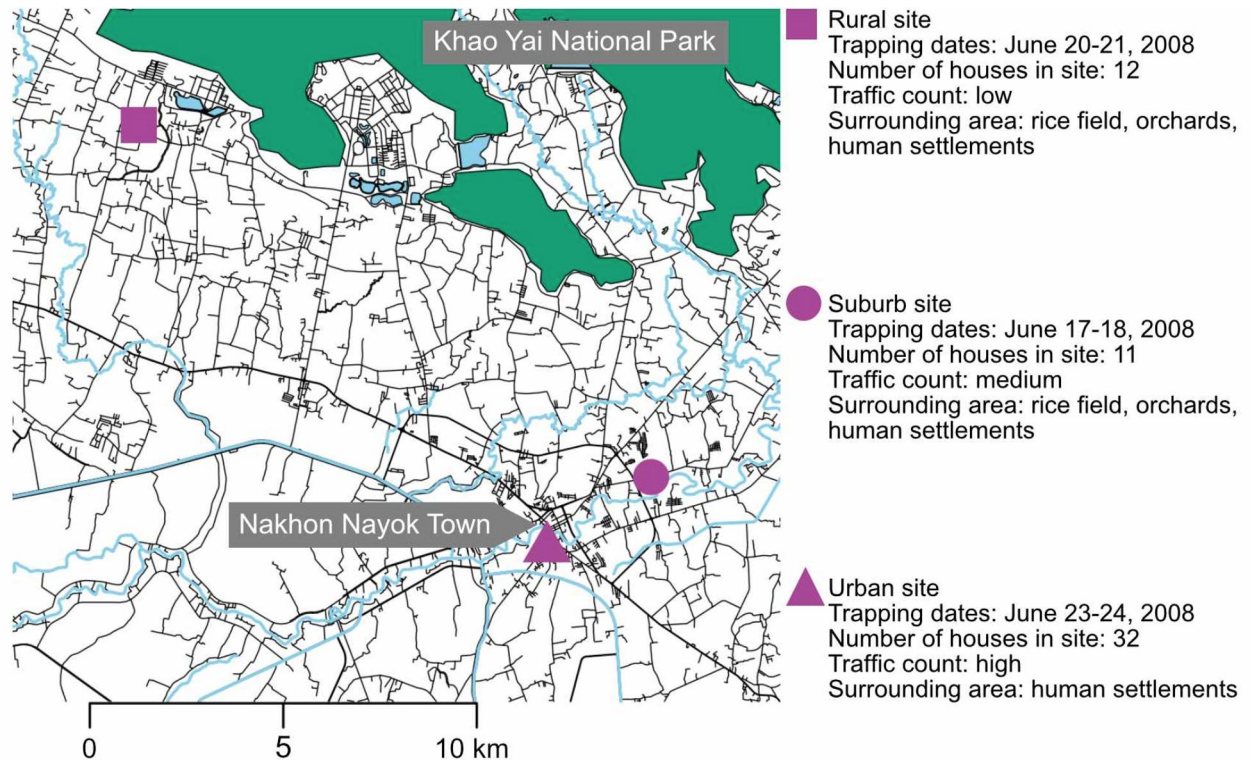 Khao Yai National Park
Nakhon Nayok Town
0 5 10 km
Rural site
Trapping dates: June 20-21, 2008
Number of houses in site: 12
Traffic count: low
Surrounding area: rice field, orchards,
human settlements
Suburb site
Trapping dates: June 17-18, 2008
Number of houses in site: 11
Traffic count: medium
Surrounding area: rice field, orchards,
human settlements
Urban site
Trapping dates: June 23-24, 2008
Number of houses in site: 32
Traffic count: high
Surrounding area: human settlements